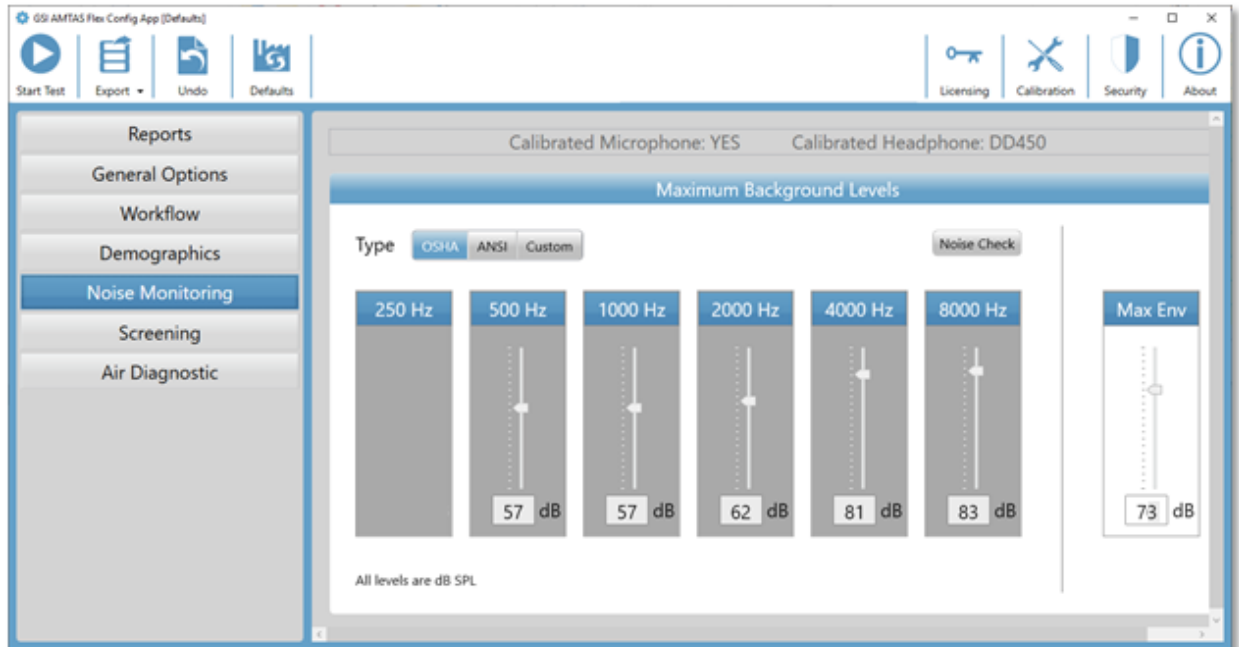 GSI AMTAS Flex Config App [Defaults]
Start Test Export Undo Defaults Licensing Calibration Security About
Reports
General Options
Workflow
Demographics
Noise Monitoring
Screening
Air Diagnostic
Calibrated Microphone: YES Calibrated Headphone: DD450
Maximum Background Levels
Type OSHA ANSI Custom Noise Check
250 Hz 500 Hz 1000 Hz 2000 Hz 4000 Hz 8000 Hz Max Env
57 dB 57 dB 62 dB 81 dB 83 dB 73 dB
All levels are dB SPL